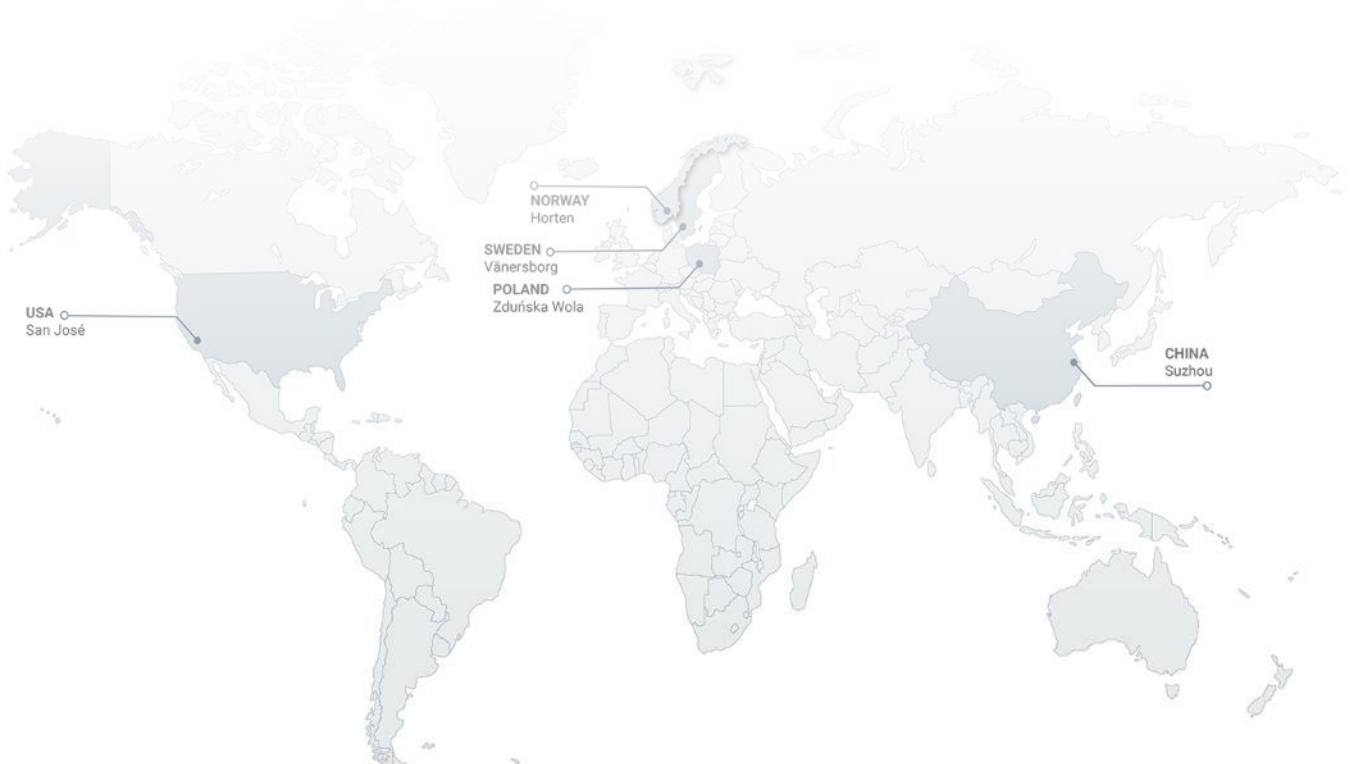 NORWAY
Horten
SWEDEN
Vänersborg
POLAND
Zduńska Wola
USA
San José
CHINA
Suzhou